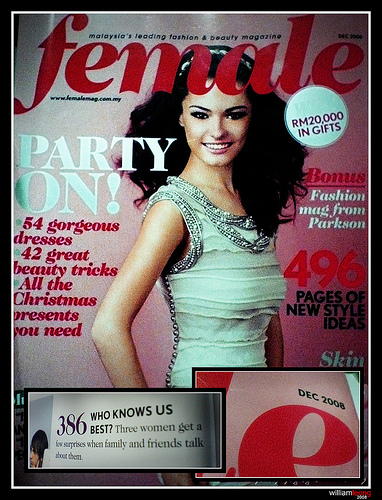 malaysia's leading fashion & beauty magazine
DEC 2008
female
www.femalemag.com.my
RM20,000
IN GIFTS
PARTY
ON!
54 gorgeous
dresses
42 great
beauty tricks
All the
Christmas
presents
you need
Bonus
Fashion
mag from
Parkson
496
PAGES OF
NEW STYLE
IDEAS
Skin
386 WHO KNOWS US
BEST? Three women get a
few surprises when family and friends talk
about them.
DEC 2008
e